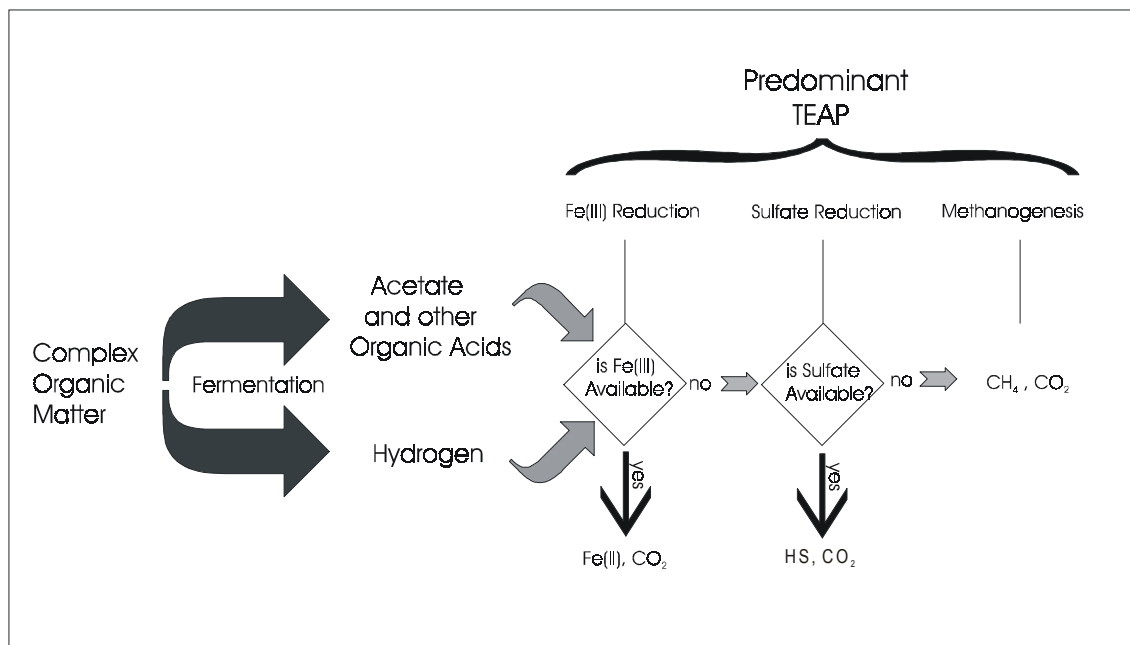 Predominant
TEAP
Fe(III) Reduction
Sulfate Reduction
Methanogenesis
Complex
Organic
Matter
Fermentation
Acetate
and other
Organic Acids
Hydrogen
is Fe(III)
Available?
no
is Sulfate
Available?
no
CH₄ , CO₂
yes
yes
Fe(II), CO₂
HS, CO₂